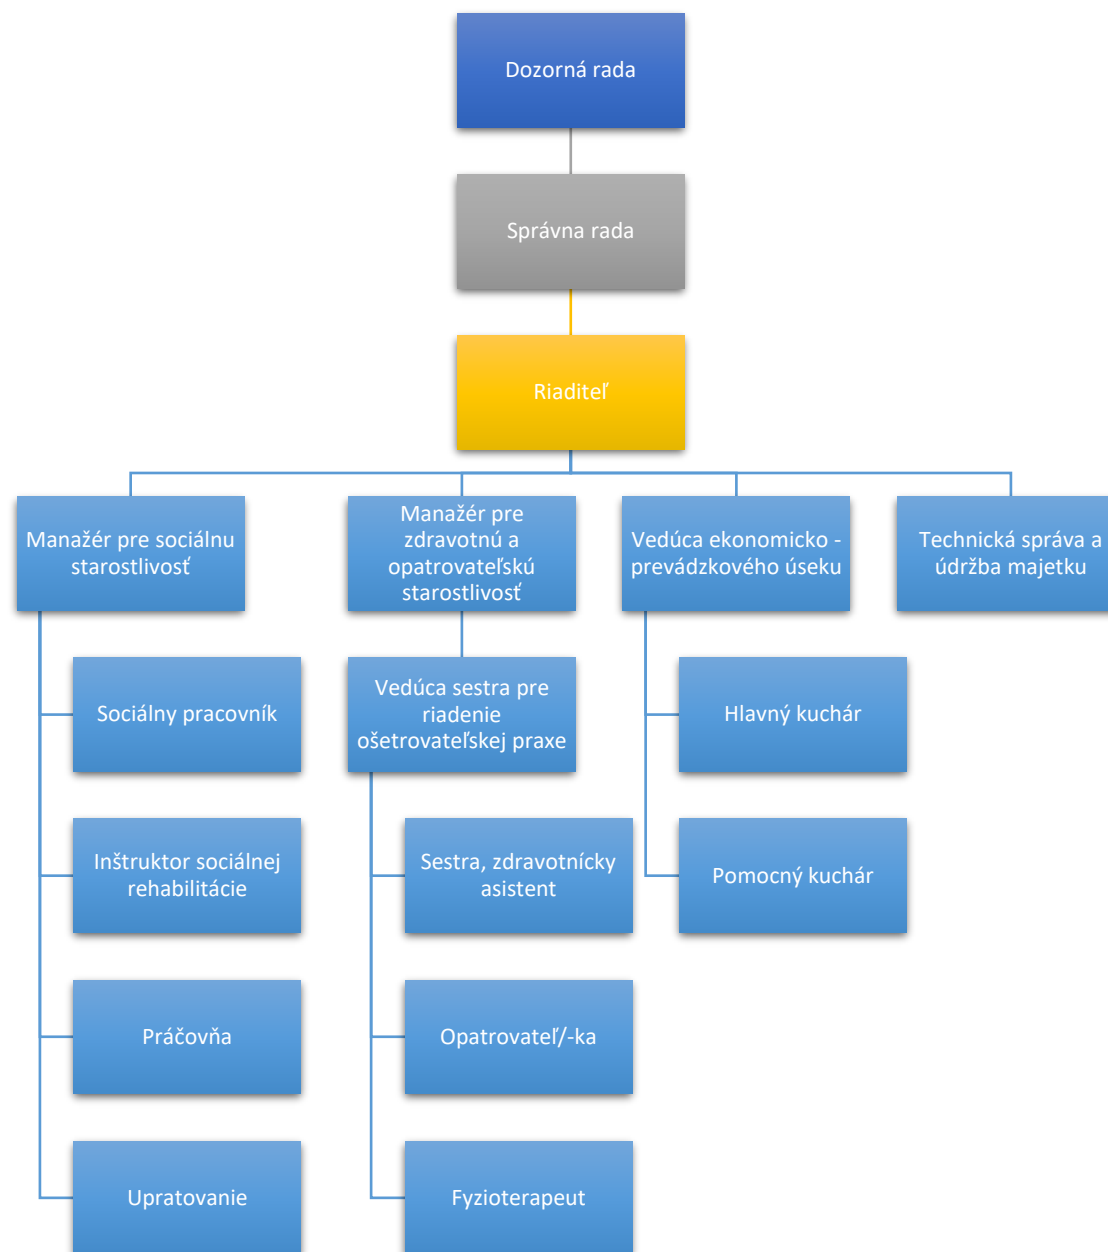 Dozorná rada
Správna rada
Riaditeľ
Manažér pre sociálnu
starostlivosť
Manažér pre
zdravotnú a
opatrovateľskú
starostlivosť
Vedúca ekonomicko -
prevádzkového úseku
Technická správa a
údržba majetku
Sociálny pracovník
Vedúca sestra pre
riadenie
ošetrovateľskej praxe
Hlavný kuchár
Inštruktor sociálnej
rehabilitácie
Sestra, zdravotnícky
asistent
Pomocný kuchár
Práčovňa
Opatrovateľ/-ka
Upratovanie
Fyzioterapeut